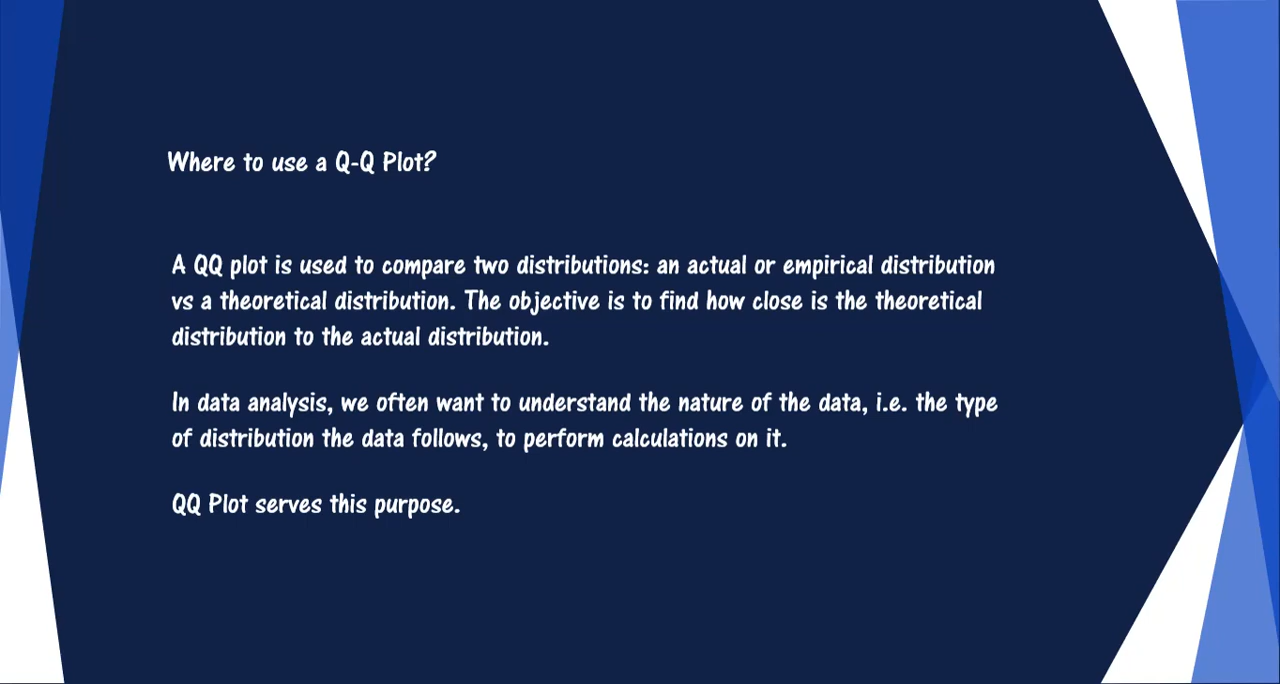 Where to use a Q-Q Plot?
A QQ plot is used to compare two distributions: an actual or empirical distribution
vs a theoretical distribution. The objective is to find how close is the theoretical
distribution to the actual distribution.
In data analysis, we often want to understand the nature of the data, i.e. the type
of distribution the data follows, to perform calculations on it.
QQ Plot serves this purpose.